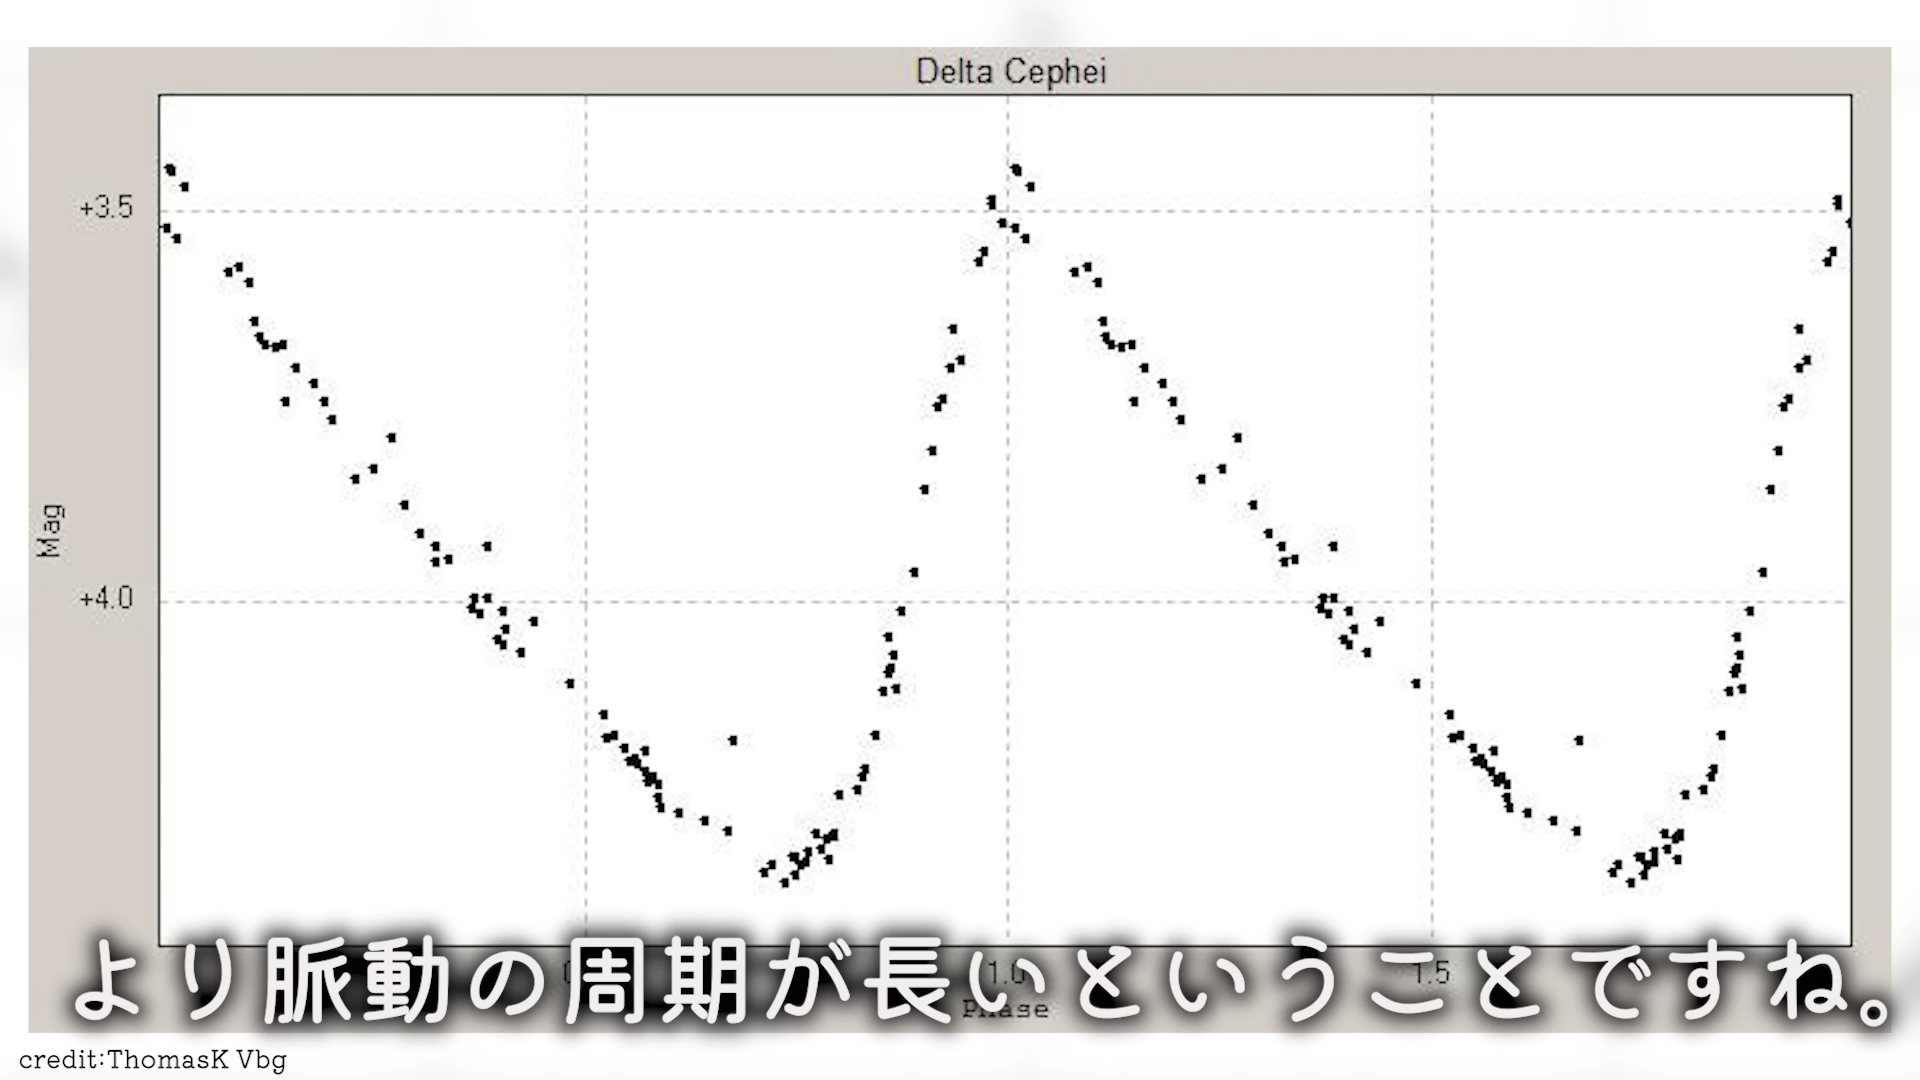 Delta Cephei
+3.5
Mag
+4.0
1.0
1.5
Phase
より脈動の周期が長いということですね。
credit:ThomasK Vbg